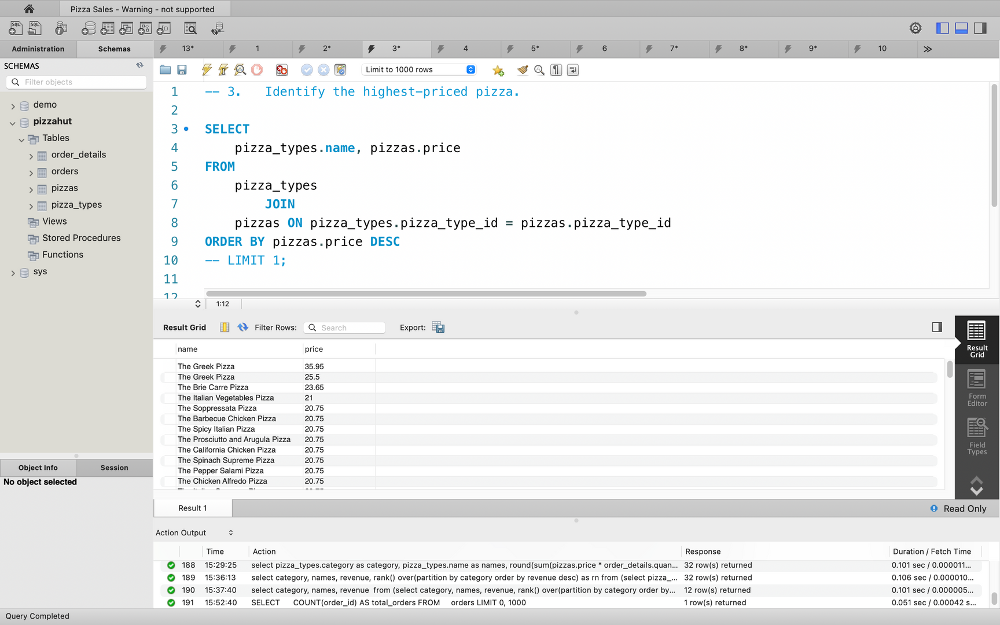 Pizza Sales - Warning - not supported
Administration Schemas 13* 1 2* 3* 4 5* 6 7* 8* 9* 10
SCHEMAS
Filter objects
demo
pizzahut
Tables
order_details
orders
pizzas
pizza_types
Views
Stored Procedures
Functions
sys
Limit to 1000 rows
1 -- 3.   Identify the highest-priced pizza.
2
3 SELECT
4     pizza_types.name, pizzas.price
5 FROM
6     pizza_types
7         JOIN
8     pizzas ON pizza_types.pizza_type_id = pizzas.pizza_type_id
9 ORDER BY pizzas.price DESC
10 -- LIMIT 1;
11
12
1:12
Result Grid Filter Rows: Search Export:
name price
The Greek Pizza 35.95
The Greek Pizza 25.5
The Brie Carre Pizza 23.65
The Italian Vegetables Pizza 21
The Soppressata Pizza 20.75
The Barbecue Chicken Pizza 20.75
The Spicy Italian Pizza 20.75
The Prosciutto and Arugula Pizza 20.75
The California Chicken Pizza 20.75
The Spinach Supreme Pizza 20.75
The Pepper Salami Pizza 20.75
The Chicken Alfredo Pizza 20.75
Result
Grid
Form
Editor
Field
Types
Object Info Session
No object selected
Result 1
Read Only
Action Output
Time Action Response Duration / Fetch Time
188 15:29:25 select pizza_types.category as category, pizza_types.name as names, round(sum(pizzas.price * order_details.quan... 32 row(s) returned 0.101 sec / 0.000011...
189 15:36:13 select category, names, revenue, rank() over(partition by category order by revenue desc) as rn from (select pizza_... 32 row(s) returned 0.106 sec / 0.000010...
190 15:37:40 select category, names, revenue  from (select category, names, revenue, rank() over(partition by category order by... 12 row(s) returned 0.101 sec / 0.000005...
191 15:52:40 SELECT      COUNT(order_id) AS total_orders FROM     orders LIMIT 0, 1000 1 row(s) returned 0.051 sec / 0.00042 s...
Query Completed